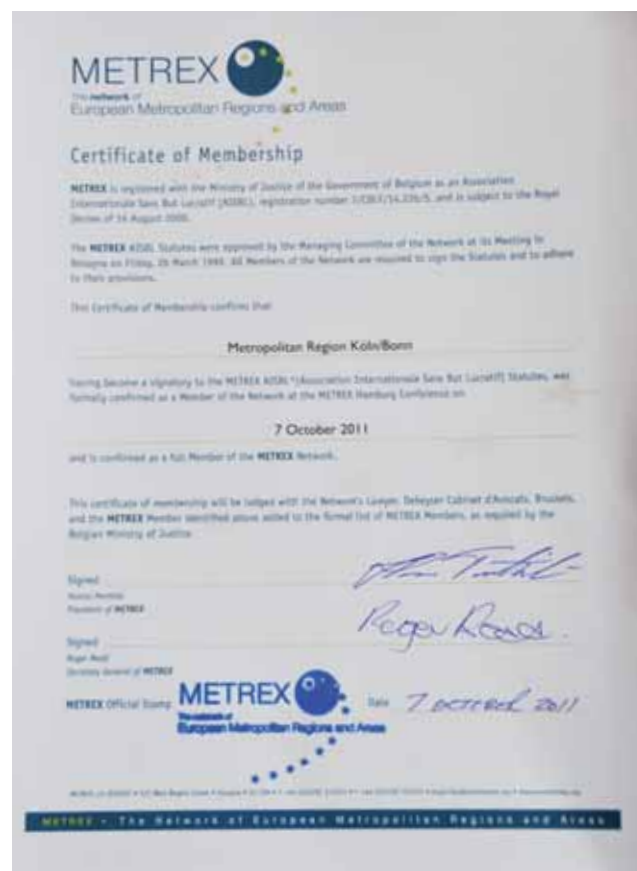 METREX
The network of
European Metropolitan Regions and Areas
Certificate of Membership
METREX is registered with the Ministry of Justice of the Government of Belgium as an Association
Internationale Sans But Lucratif (AISBL), registration number and is subject to the Royal
Decree of August
The METREX AISBL Statutes were approved by the Managing Committee of the Network at its Meeting in
Bologna on Friday, 26 March 1999. All Members of the Network are required to sign the Statutes and to adhere
to their provisions.
This Certificate of Membership confirms that
Metropolitan Region Köln/Bonn
having become a signatory to the METREX AISBL (Association Internationale Sans But Lucratif) Statutes, was
formally confirmed as a Member of the Network at the METREX Hamburg Conference on
7 October 2011
and is confirmed as a full Member of the METREX Network.
This certificate of membership will be lodged with the Network's Lawyer, Cabinet d'Avocats, Brussels,
and the METREX Member identified above added to the formal list of METREX Members, as required by the
Belgian Ministry of Justice
Signed
President of METREX
Signed
Roger Read
Secretary General of METREX
METREX Official Stamp
METREX
The network of
European Metropolitan Regions and Areas
Date 7 OCTOBER 2011
METREX • The Network of European Metropolitan Regions and Areas